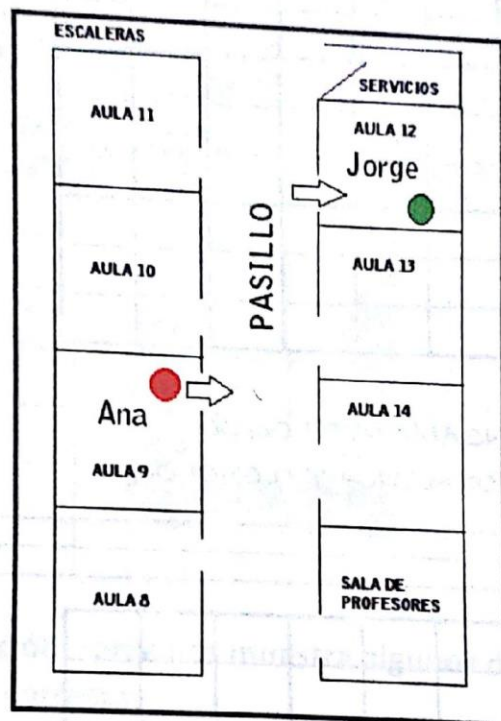 ESCALERAS
AULA 11
SERVICIOS
AULA 12
Jorge
PASILLO
AULA 10
AULA 13
Ana
AULA 9
AULA 14
AULA 8
SALA DE
PROFESORES